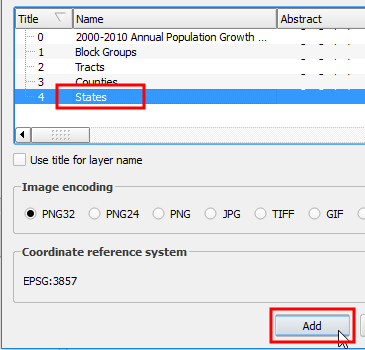 Title Name Abstract
0 2000-2010 Annual Population Growth ...
1 Block Groups
2 Tracts
3 Counties
4 States
Use title for layer name
Image encoding
PNG32 PNG24 PNG JPG TIFF GIF
Coordinate reference system
EPSG:3857
Add